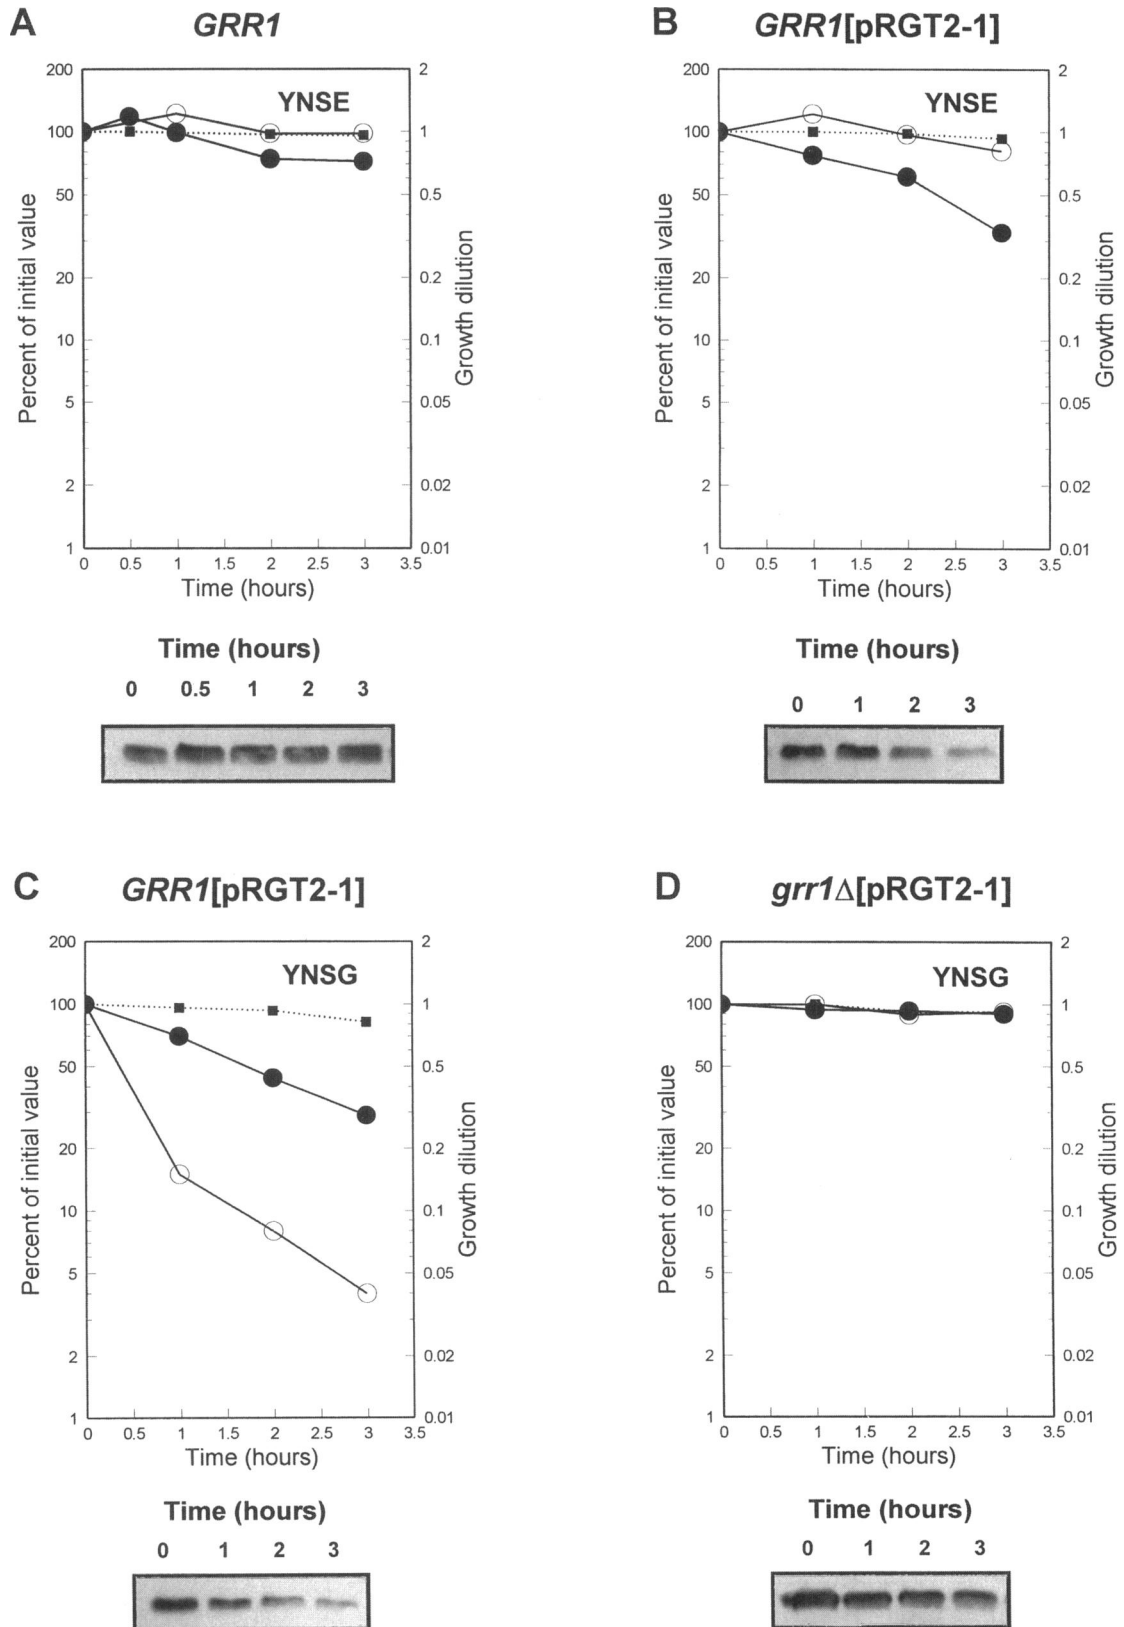 A GRR1
YNSE
Percent of initial value
200
100
50
20
10
5
2
1
Growth dilution
2
1
0.5
0.2
0.1
0.05
0.02
0.01
0 0.5 1 1.5 2 2.5 3 3.5
Time (hours)
Time (hours)
0 0.5 1 2 3
B GRR1[pRGT2-1]
YNSE
Percent of initial value
200
100
50
20
10
5
2
1
Growth dilution
2
1
0.5
0.2
0.1
0.05
0.02
0.01
0 0.5 1 1.5 2 2.5 3 3.5
Time (hours)
Time (hours)
0 1 2 3
C GRR1[pRGT2-1]
YNSG
Percent of initial value
200
100
50
20
10
5
2
1
Growth dilution
2
1
0.5
0.2
0.1
0.05
0.02
0.01
0 0.5 1 1.5 2 2.5 3 3.5
Time (hours)
Time (hours)
0 1 2 3
D grr1Δ[pRGT2-1]
YNSG
Percent of initial value
200
100
50
20
10
5
2
1
Growth dilution
2
1
0.5
0.2
0.1
0.05
0.02
0.01
0 0.5 1 1.5 2 2.5 3 3.5
Time (hours)
Time (hours)
0 1 2 3